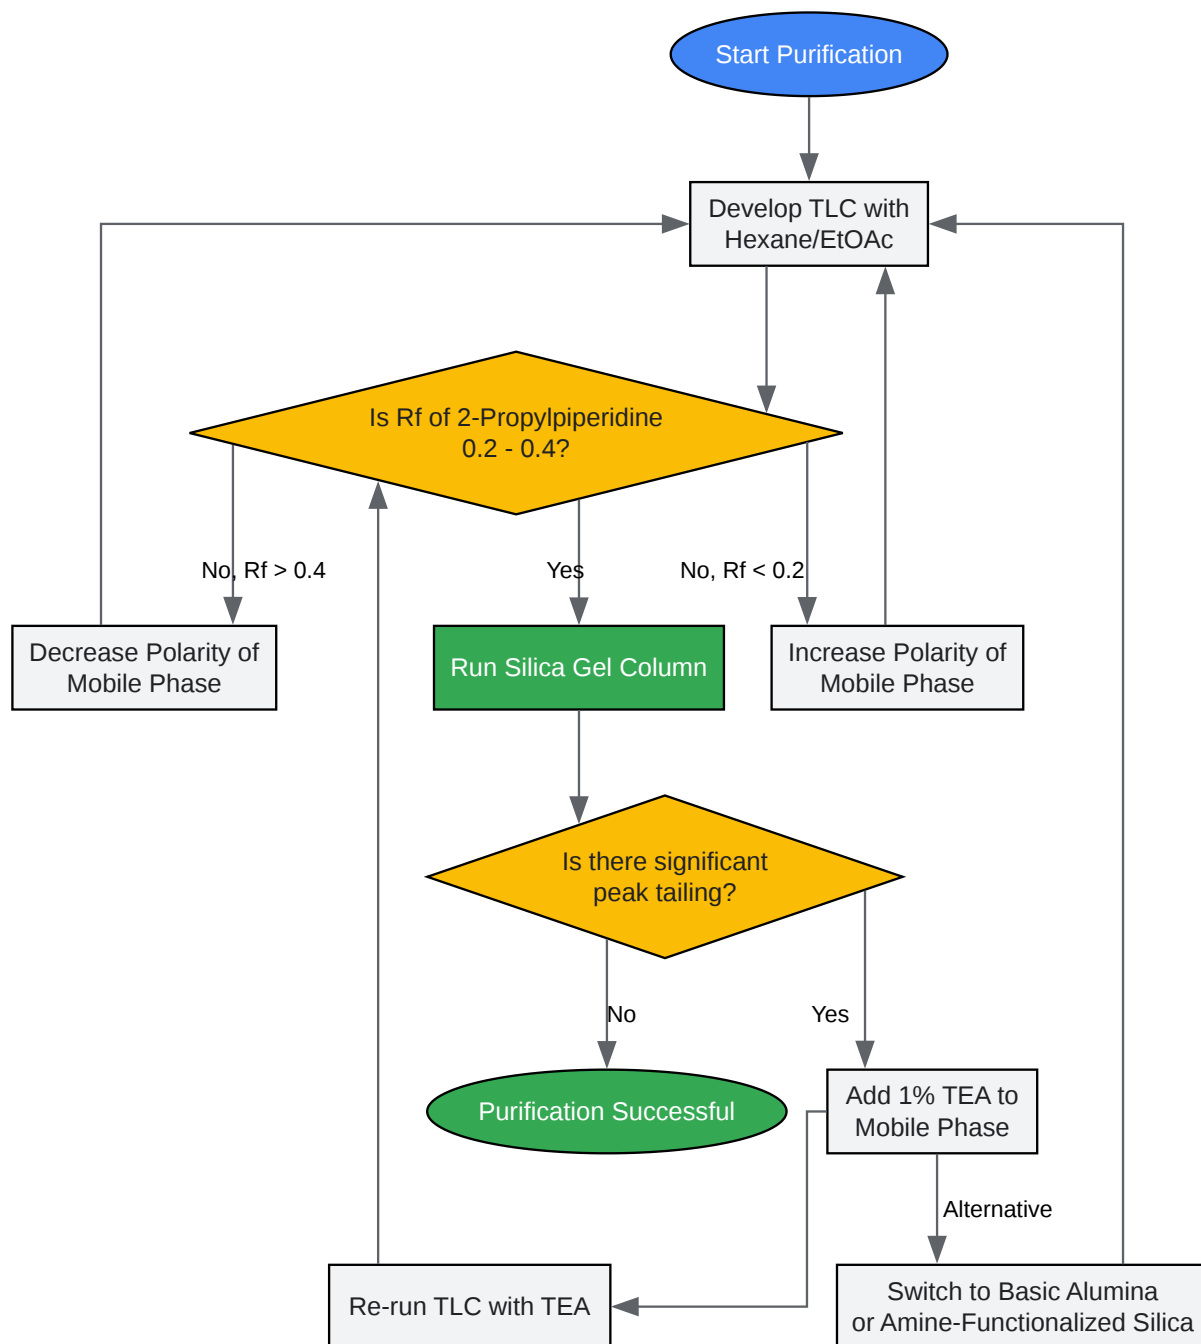 Start Purification
Develop TLC with
Hexane/EtOAc
Is Rf of 2-Propylpiperidine
0.2 - 0.4?
No, Rf > 0.4
Yes
No, Rf < 0.2
Decrease Polarity of
Mobile Phase
Run Silica Gel Column
Increase Polarity of
Mobile Phase
Is there significant
peak tailing?
No
Yes
Purification Successful
Add 1% TEA to
Mobile Phase
Alternative
Re-run TLC with TEA
Switch to Basic Alumina
or Amine-Functionalized Silica